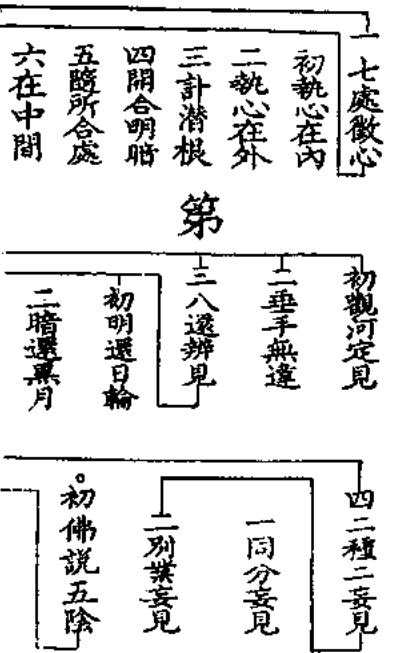 一七處徵心
初執心在內
二執心在外
三計潛根
四開合明暗
五隨所合處
六在中間
第
初觀河定見
二垂手無違
三八還辨見
初明還日輪
二暗還黑月
四二種二妄見
一同分妄見
二別業妄見
初佛說五陰